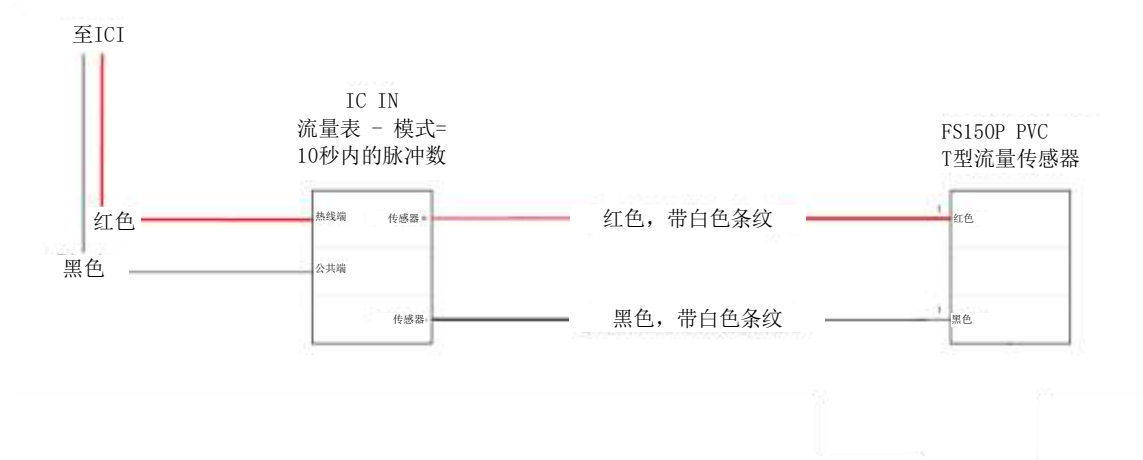 至ICI
IC IN
流量表 - 模式=
10秒内的脉冲数
FS150P PVC
T型流量传感器
红色
热线端
传感器
红色，带白色条纹
红色
黑色
公共端
传感器
黑色，带白色条纹
黑色